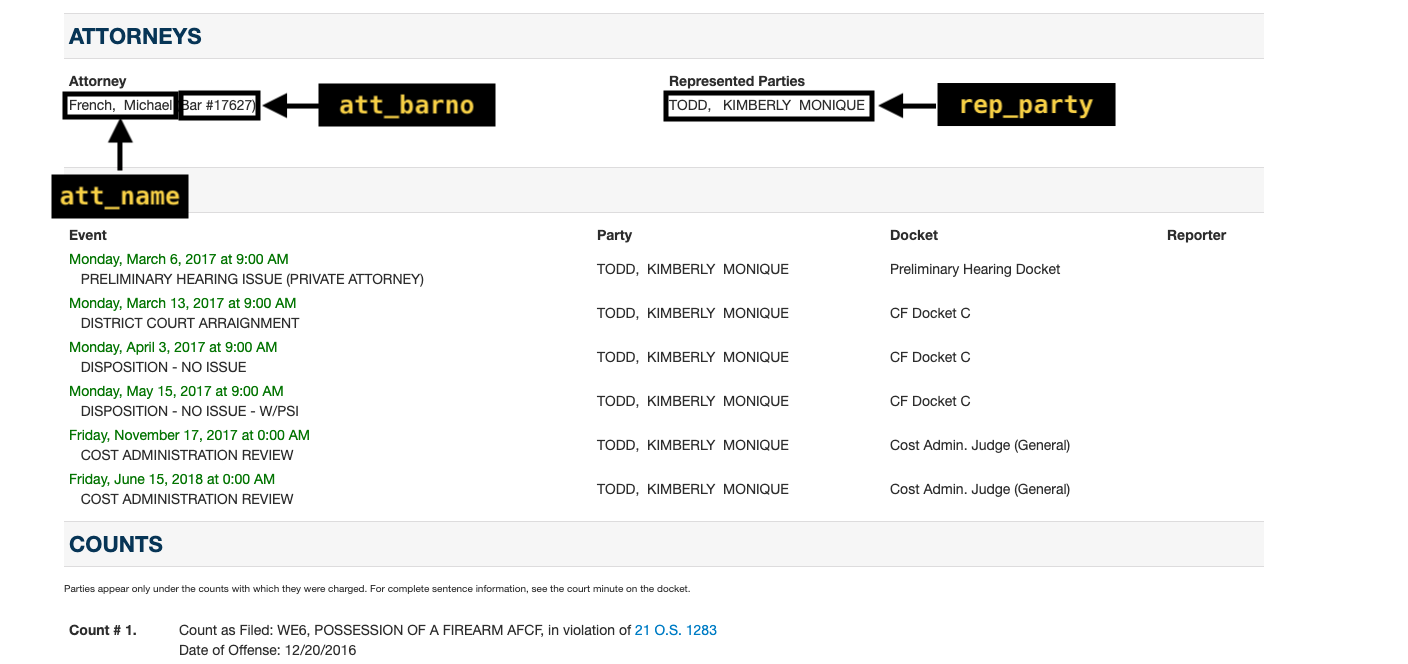 ATTORNEYS
Attorney Represented Parties
French, Michael Bar #17627) att_barno TODD, KIMBERLY MONIQUE rep_party
att_name
Event Party Docket Reporter
Monday, March 6, 2017 at 9:00 AM
PRELIMINARY HEARING ISSUE (PRIVATE ATTORNEY) TODD, KIMBERLY MONIQUE Preliminary Hearing Docket
Monday, March 13, 2017 at 9:00 AM
DISTRICT COURT ARRAIGNMENT TODD, KIMBERLY MONIQUE CF Docket C
Monday, April 3, 2017 at 9:00 AM
DISPOSITION - NO ISSUE TODD, KIMBERLY MONIQUE CF Docket C
Monday, May 15, 2017 at 9:00 AM
DISPOSITION - NO ISSUE - W/PSI TODD, KIMBERLY MONIQUE CF Docket C
Friday, November 17, 2017 at 0:00 AM
COST ADMINISTRATION REVIEW TODD, KIMBERLY MONIQUE Cost Admin. Judge (General)
Friday, June 15, 2018 at 0:00 AM
COST ADMINISTRATION REVIEW TODD, KIMBERLY MONIQUE Cost Admin. Judge (General)
COUNTS
Parties appear only under the counts with which they were charged. For complete sentence information, see the court minute on the docket.
Count # 1. Count as Filed: WE6, POSSESSION OF A FIREARM AFCF, in violation of 21 O.S. 1283
Date of Offense: 12/20/2016